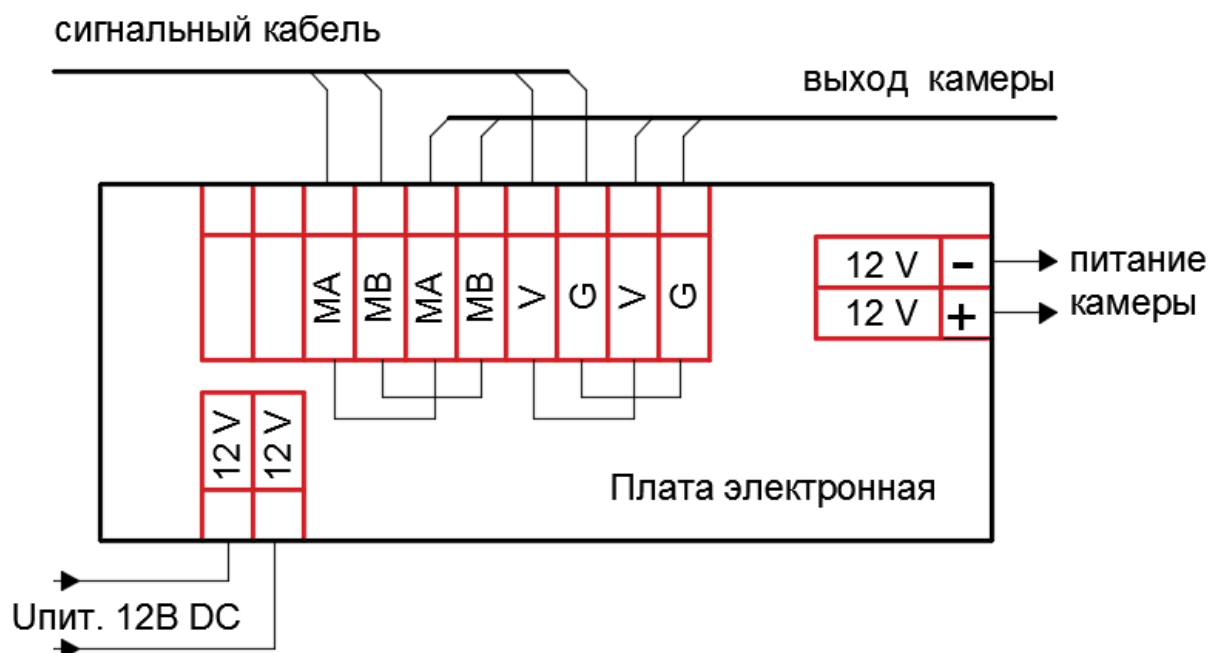 сигнальный кабель
выход камеры
MA MB MA MB V G V G
12 V - питание
12 V + камеры
12 V 12 V
Плата электронная
Uпит. 12В DC